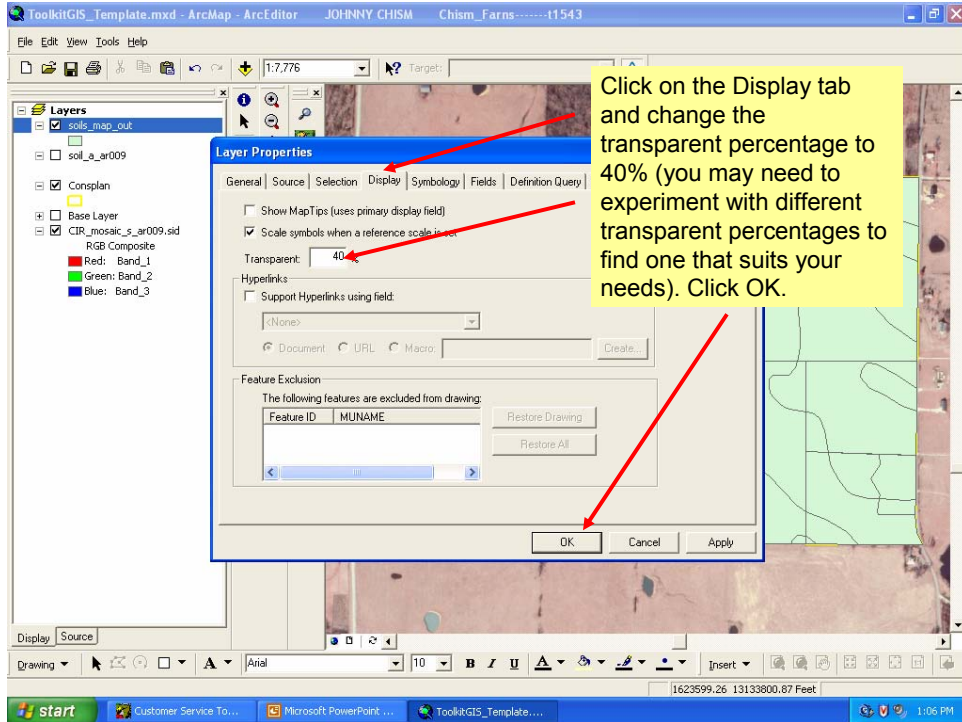 ToolkitGIS_Template.mxd - ArcMap - ArcEditor JOHNNY CHISM Chism_Farns-------t1543
File Edit View Tools Help
1:7,776
Target:
Layers
soils_map_out
soil_a_ar009
Consplan
Base Layer
CIR_mosaic_s_ar009.sid
RGB Composite
Red: Band_1
Green: Band_2
Blue: Band_3
Click on the Display tab
and change the
transparent percentage to
40% (you may need to
experiment with different
transparent percentages to
find one that suits your
needs). Click OK.
Layer Properties
General Source Selection Display Symbology Fields Definition Query
Show MapTips (uses primary display field)
Scale symbols when a reference scale is set
Transparent: 40 %
Hyperlinks
Support Hyperlinks using field:
<None>
Document URL Macro: Create...
Feature Exclusion
The following features are excluded from drawing:
Feature ID MUNAME
Restore Drawing
Restore All
OK Cancel Apply
Display Source
Drawing A Arial 10 B I U A Insert
1623599.26 13133800.87 Feet
start Customer Service To... Microsoft PowerPoint ... ToolkitGIS_Template.... 1:06 PM